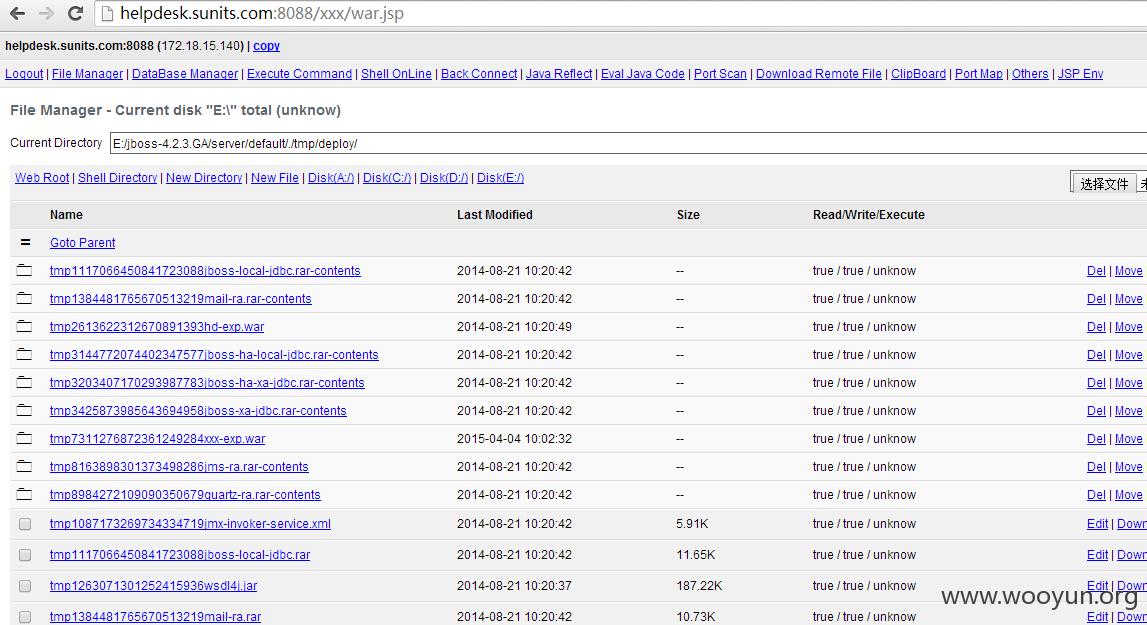 helpdesk.sunits.com:8088/xxx/war.jsp
helpdesk.sunits.com:8088 (172.18.15.140) | copy
Logout | File Manager | DataBase Manager | Execute Command | Shell OnLine | Back Connect | Java Reflect | Eval Java Code | Port Scan | Download Remote File | ClipBoard | Port Map | Others | JSP Env
File Manager - Current disk "E:\" total (unknow)
Current Directory E:/jboss-4.2.3.GA/server/default/./tmp/deploy/
Web Root | Shell Directory | New Directory | New File | Disk(A:/) | Disk(C:/) | Disk(D:/) | Disk(E:/) 选择文件
Name Last Modified Size Read/Write/Execute
= Goto Parent
tmp1117066450841723088jboss-local-jdbc.rar-contents 2014-08-21 10:20:42 -- true / true / unknow Del | Move
tmp1384481765670513219mail-ra.rar-contents 2014-08-21 10:20:42 -- true / true / unknow Del | Move
tmp2613622312670891393hd-exp.war 2014-08-21 10:20:49 -- true / true / unknow Del | Move
tmp3144772074402347577jboss-ha-local-jdbc.rar-contents 2014-08-21 10:20:42 -- true / true / unknow Del | Move
tmp3203407170293987783jboss-ha-xa-jdbc.rar-contents 2014-08-21 10:20:42 -- true / true / unknow Del | Move
tmp3425873985643694958jboss-xa-jdbc.rar-contents 2014-08-21 10:20:42 -- true / true / unknow Del | Move
tmp7311276872361249284xxx-exp.war 2015-04-04 10:02:32 -- true / true / unknow Del | Move
tmp8163898301373498286jms-ra.rar-contents 2014-08-21 10:20:42 -- true / true / unknow Del | Move
tmp8984272109090350679quartz-ra.rar-contents 2014-08-21 10:20:42 -- true / true / unknow Del | Move
tmp1087173269734334719jmx-invoker-service.xml 2014-08-21 10:20:42 5.91K true / true / unknow Edit | Down
tmp1117066450841723088jboss-local-jdbc.rar 2014-08-21 10:20:42 11.65K true / true / unknow Edit | Down
tmp1263071301252415936wsdl4j.jar 2014-08-21 10:20:37 187.22K true / true / unknow Edit | Down
www.wooyun.org
tmp1384481765670513219mail-ra.rar 2014-08-21 10:20:42 10.73K true / true / unknow Edit | Down